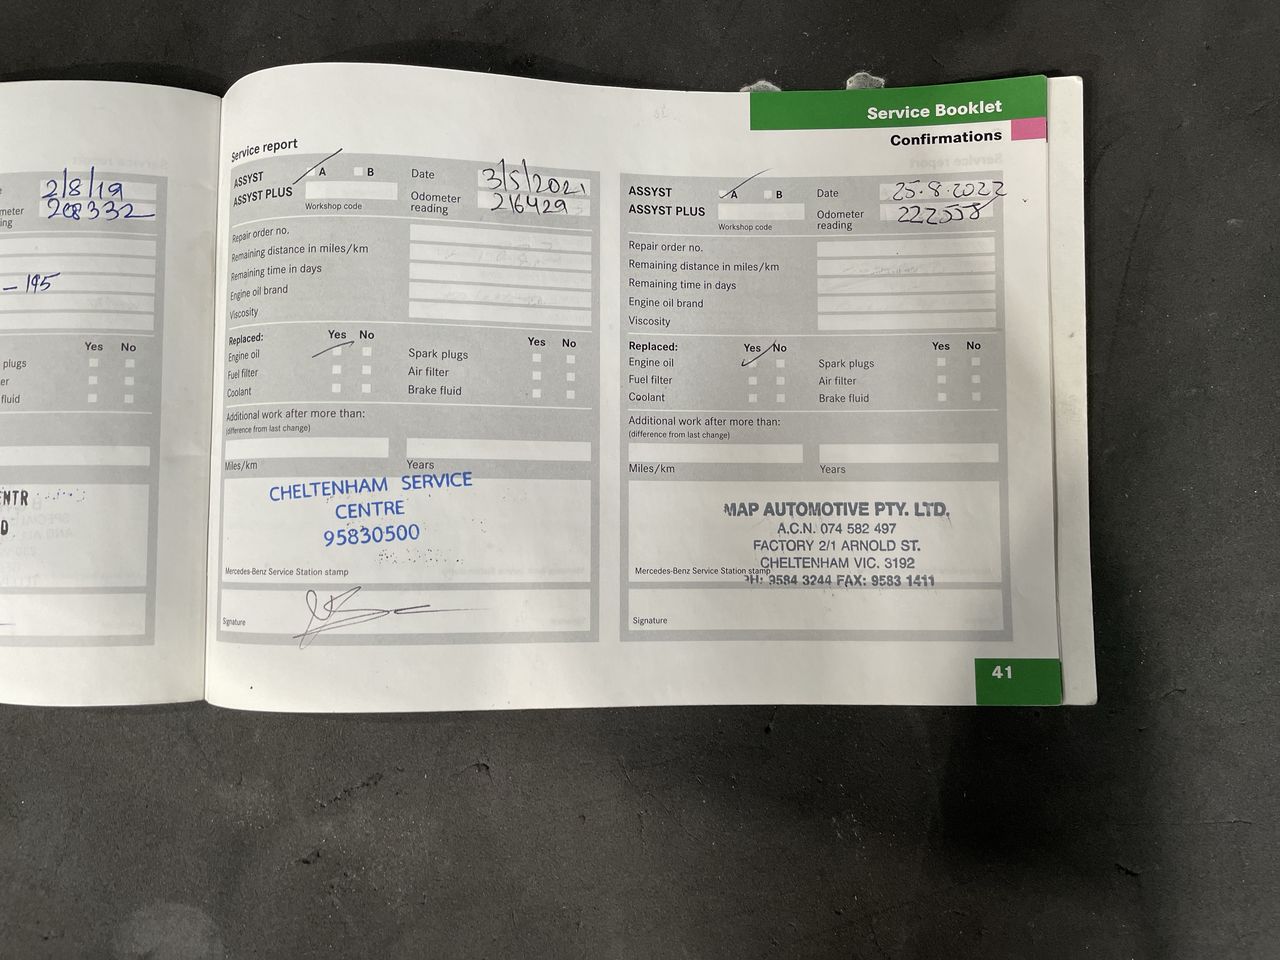 2/8/19
meter
208332
ing
– 195
Yes No
plugs
er
fluid
ENTR
D
Service Booklet
Confirmations
Service report
ASSYST
A
B
ASSYST PLUS
Workshop code
Date
3/5/2021
Odometer
reading
216429
Repair order no.
Remaining distance in miles/km
Remaining time in days
Engine oil brand
Viscosity
Replaced:
Yes No
Yes No
Engine oil
Spark plugs
Fuel filter
Air filter
Coolant
Brake fluid
Additional work after more than:
(difference from last change)
Miles/km
Years
CHELTENHAM SERVICE
CENTRE
95830500
Mercedes-Benz Service Station stamp
Signature
ASSYST
A
B
ASSYST PLUS
Workshop code
Date
25.8.2022
Odometer
reading
222558
Repair order no.
Remaining distance in miles/km
Remaining time in days
Engine oil brand
Viscosity
Replaced:
Yes No
Yes No
Engine oil
Spark plugs
Fuel filter
Air filter
Coolant
Brake fluid
Additional work after more than:
(difference from last change)
Miles/km
Years
MAP AUTOMOTIVE PTY. LTD.
A.C.N. 074 582 497
FACTORY 2/1 ARNOLD ST.
CHELTENHAM VIC. 3192
Mercedes-Benz Service Station stamp
PH: 9584 3244 FAX: 9583 1411
Signature
41